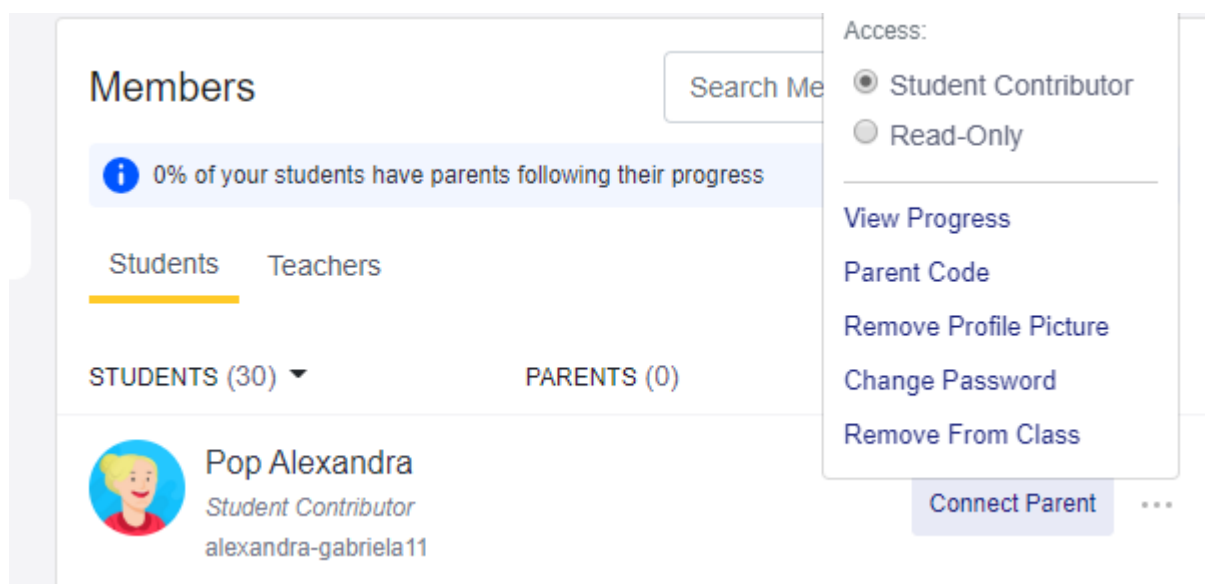 Members
Search Me
0% of your students have parents following their progress
Students Teachers
STUDENTS (30) PARENTS (0)
Pop Alexandra
Student Contributor
alexandra-gabriela11
Connect Parent
Access:
Student Contributor
Read-Only
View Progress
Parent Code
Remove Profile Picture
Change Password
Remove From Class